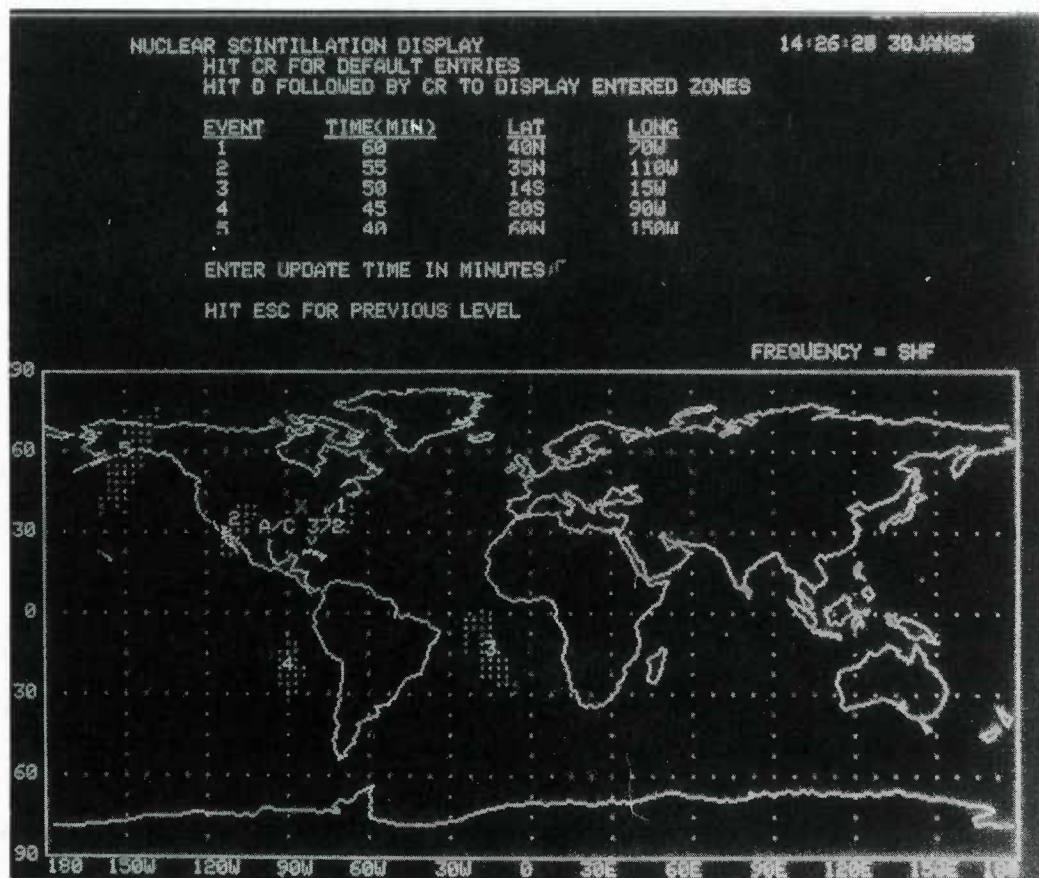 NUCLEAR SCINTILLATION DISPLAY 14:26:20 30JAN85
HIT CR FOR DEFAULT ENTRIES
HIT D FOLLOWED BY CR TO DISPLAY ENTERED ZONES
EVENT TIME(MIN) LAT LONG
1 60 40N 70W
2 55 35N 110W
3 50 14S 15W
4 45 20S 90W
5 40 60N 150W
ENTER UPDATE TIME IN MINUTES
HIT ESC FOR PREVIOUS LEVEL
FREQUENCY = SHF
90
60
30
0
30
60
90
5
1
2 A/C 372
3
4
180 150W 120W 90W 60W 30W 0 30E 60E 90E 120E 150E 180